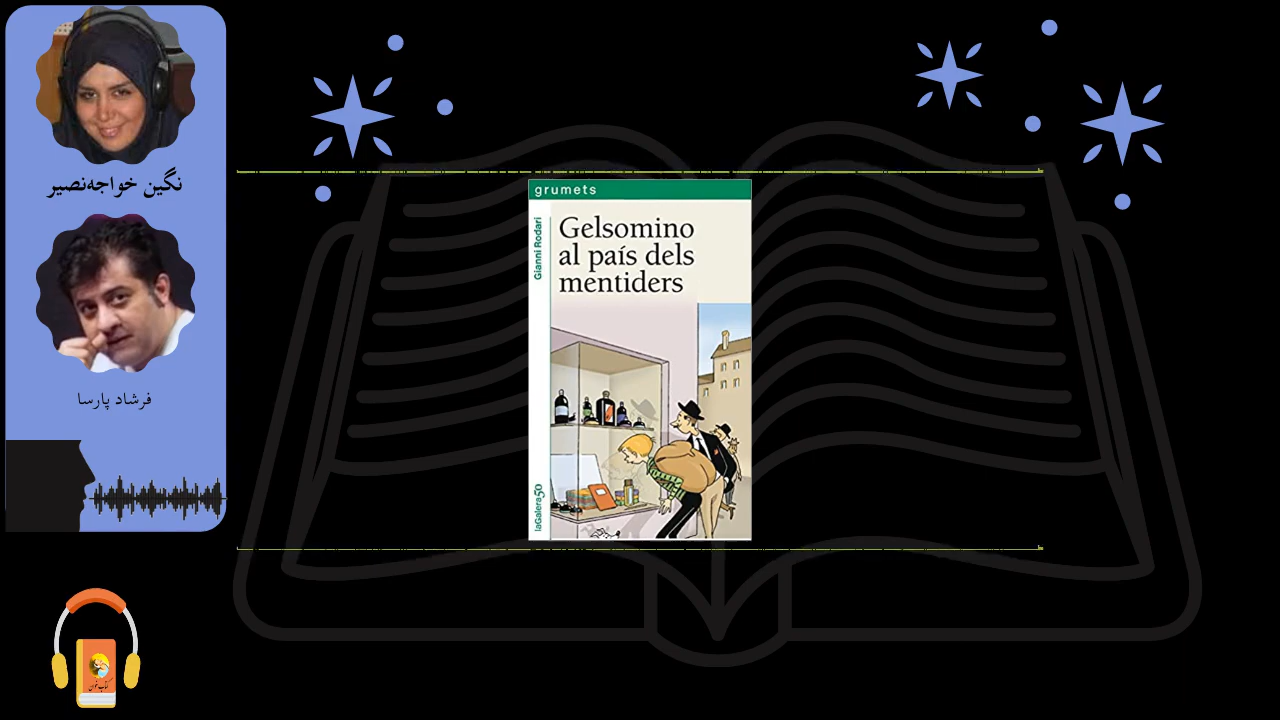 نگین خواجه‌نصیر
فرشاد پارسا
grumets
Gianni Rodari
Gelsomino
al país dels
mentiders
laGalera50